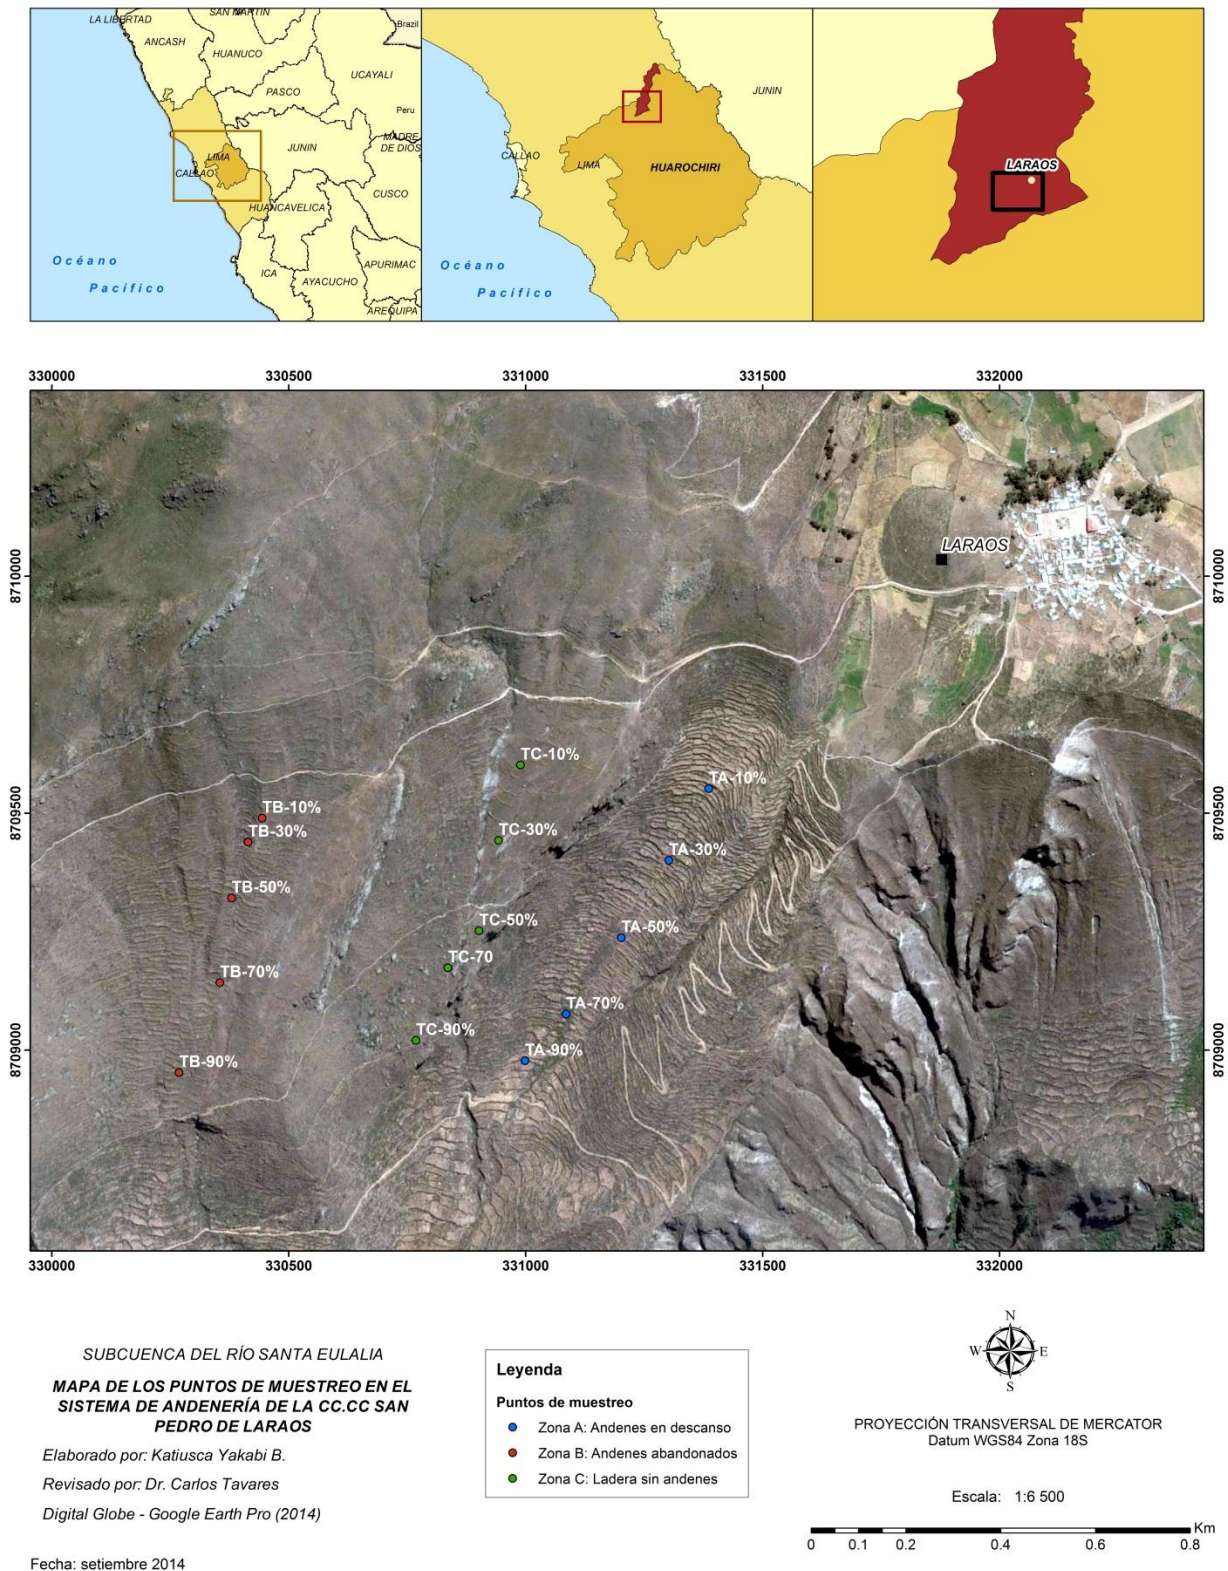 LA LIBERTAD
SAN MARTIN
Brazil
ANCASH
HUANUCO
UCAYALI
PASCO
Peru
MADRE
DE DIOS
LIMA
JUNIN
CALLAO
CUSCO
HUANCAVELICA
Océano
Pacífico
ICA
AYACUCHO
APURIMAC
AREQUIPA
JUNIN
CALLAO
LIMA
HUAROCHIRI
Océano
Pacífico
LARAOS
330000 330500 331000 331500 332000
8710000
8709500
8709000
LARAOS
8710000
8709500
8709000
TC-10%
TA-10%
TB-10%
TB-30%
TC-30%
TA-30%
TB-50%
TC-50%
TA-50%
TC-70
TB-70%
TA-70%
TC-90%
TA-90%
TB-90%
330000 330500 331000 331500 332000
SUBCUENCA DEL RÍO SANTA EULALIA
MAPA DE LOS PUNTOS DE MUESTREO EN EL
SISTEMA DE ANDENERÍA DE LA CC.CC SAN
PEDRO DE LARAOS
Elaborado por: Katiusca Yakabi B.
Revisado por: Dr. Carlos Tavares
Digital Globe - Google Earth Pro (2014)
Fecha: setiembre 2014
Leyenda
Puntos de muestreo
Zona A: Andenes en descanso
Zona B: Andenes abandonados
Zona C: Ladera sin andenes
N
W E
S
PROYECCIÓN TRANSVERSAL DE MERCATOR
Datum WGS84 Zona 18S
Escala: 1:6 500
Km
0 0.1 0.2 0.4 0.6 0.8